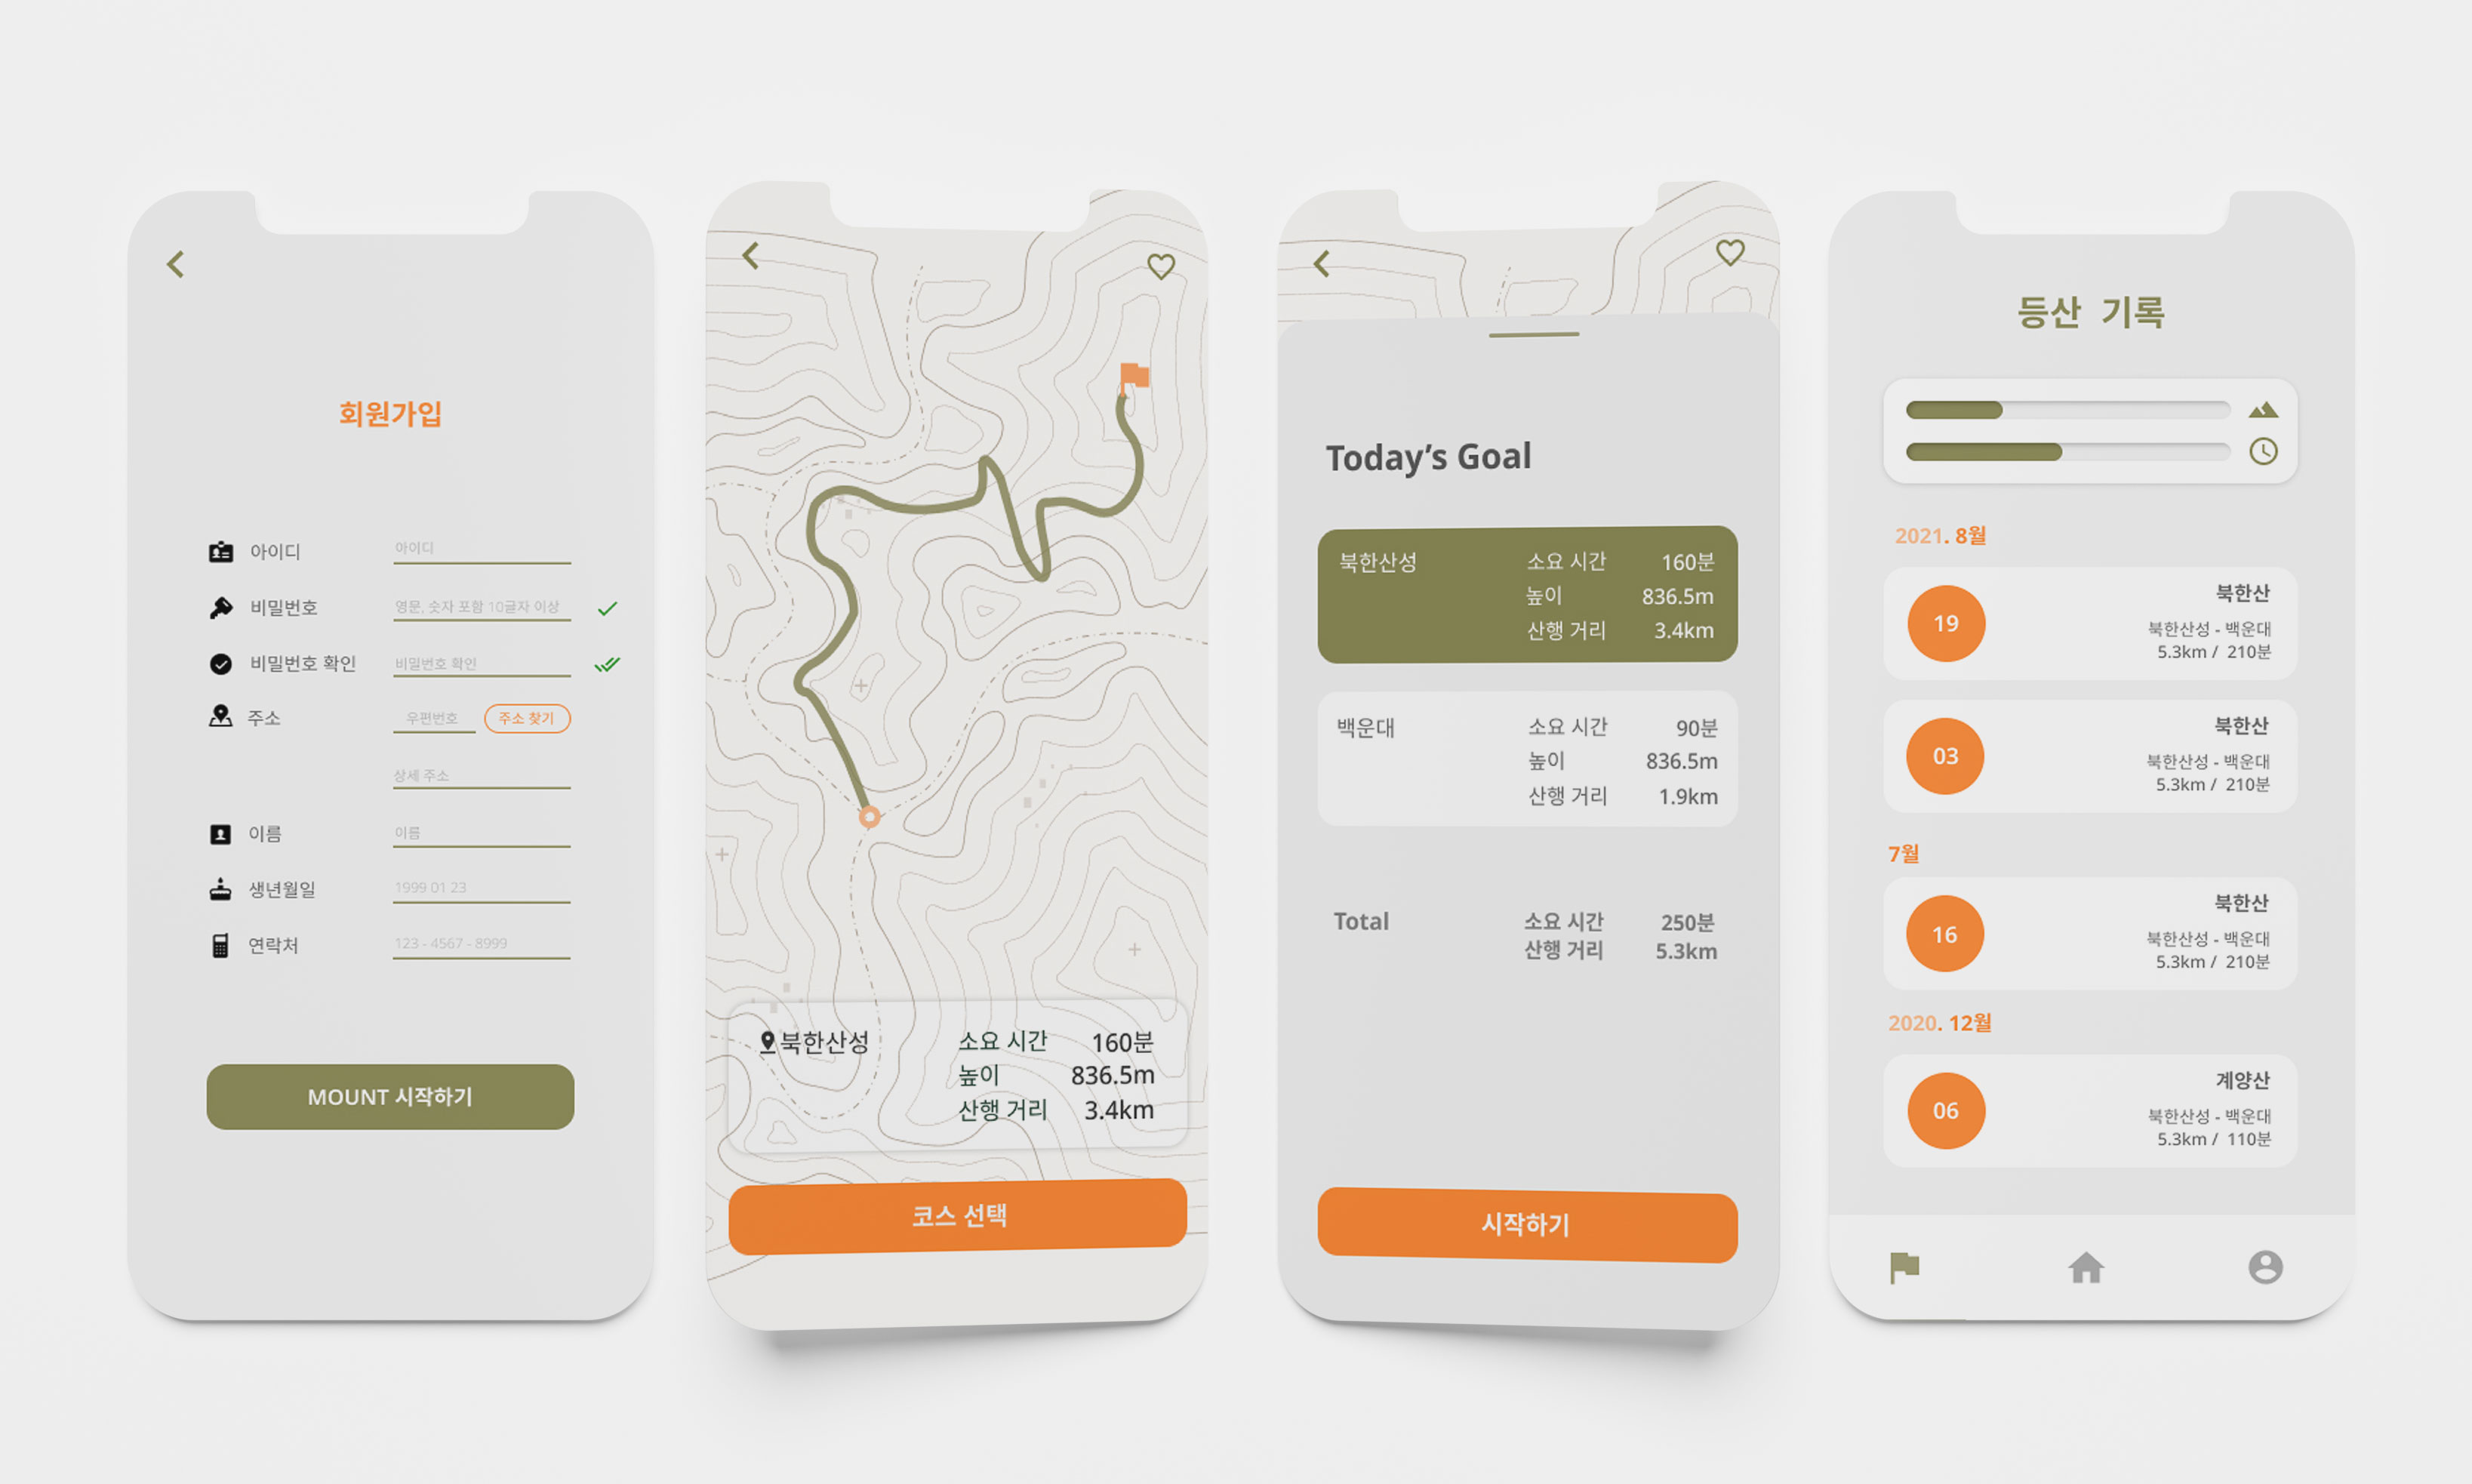 회원가입
아이디 아이디
비밀번호 영문, 숫자 포함 10글자 이상
비밀번호 확인 비밀번호 확인
주소 우편번호 주소 찾기
상세 주소
이름 이름
생년월일 1999 01 23
연락처 123 - 4567 - 8999
MOUNT 시작하기
북한산성 소요 시간 160분
높이 836.5m
산행 거리 3.4km
코스 선택
Today's Goal
북한산성 소요 시간 160분
높이 836.5m
산행 거리 3.4km
백운대 소요 시간 90분
높이 836.5m
산행 거리 1.9km
Total 소요 시간 250분
산행 거리 5.3km
시작하기
등산 기록
2021. 8월
19 북한산
북한산성 - 백운대
5.3km / 210분
03 북한산
북한산성 - 백운대
5.3km / 210분
7월
16 북한산
북한산성 - 백운대
5.3km / 210분
2020. 12월
06 계양산
북한산성 - 백운대
5.3km / 110분